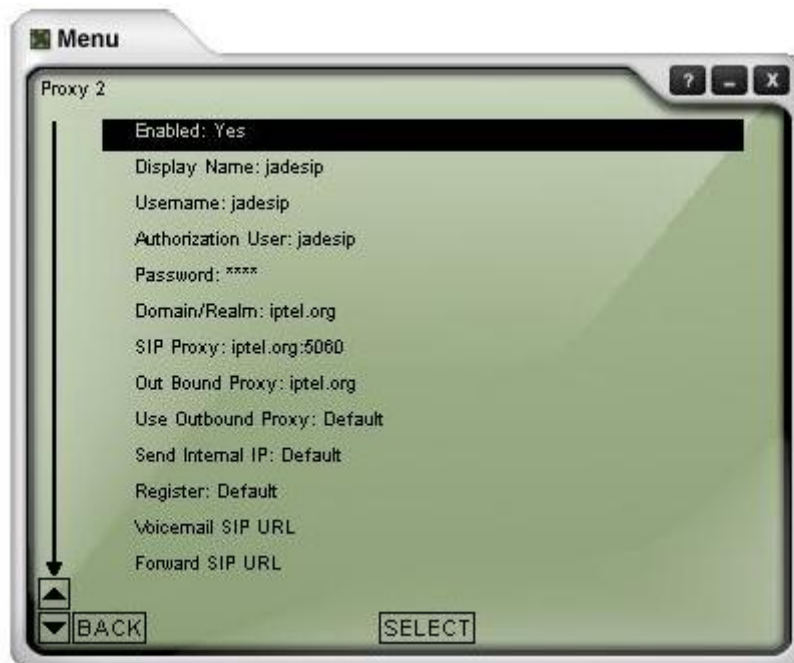 Menu
Proxy 2
? – X
Enabled: Yes
Display Name: jadesip
Username: jadesip
Authorization User: jadesip
Password: ****
Domain/Realm: iptel.org
SIP Proxy: iptel.org:5060
Out Bound Proxy: iptel.org
Use Outbound Proxy: Default
Send Internal IP: Default
Register: Default
Voicemail SIP URL
Forward SIP URL
BACK SELECT